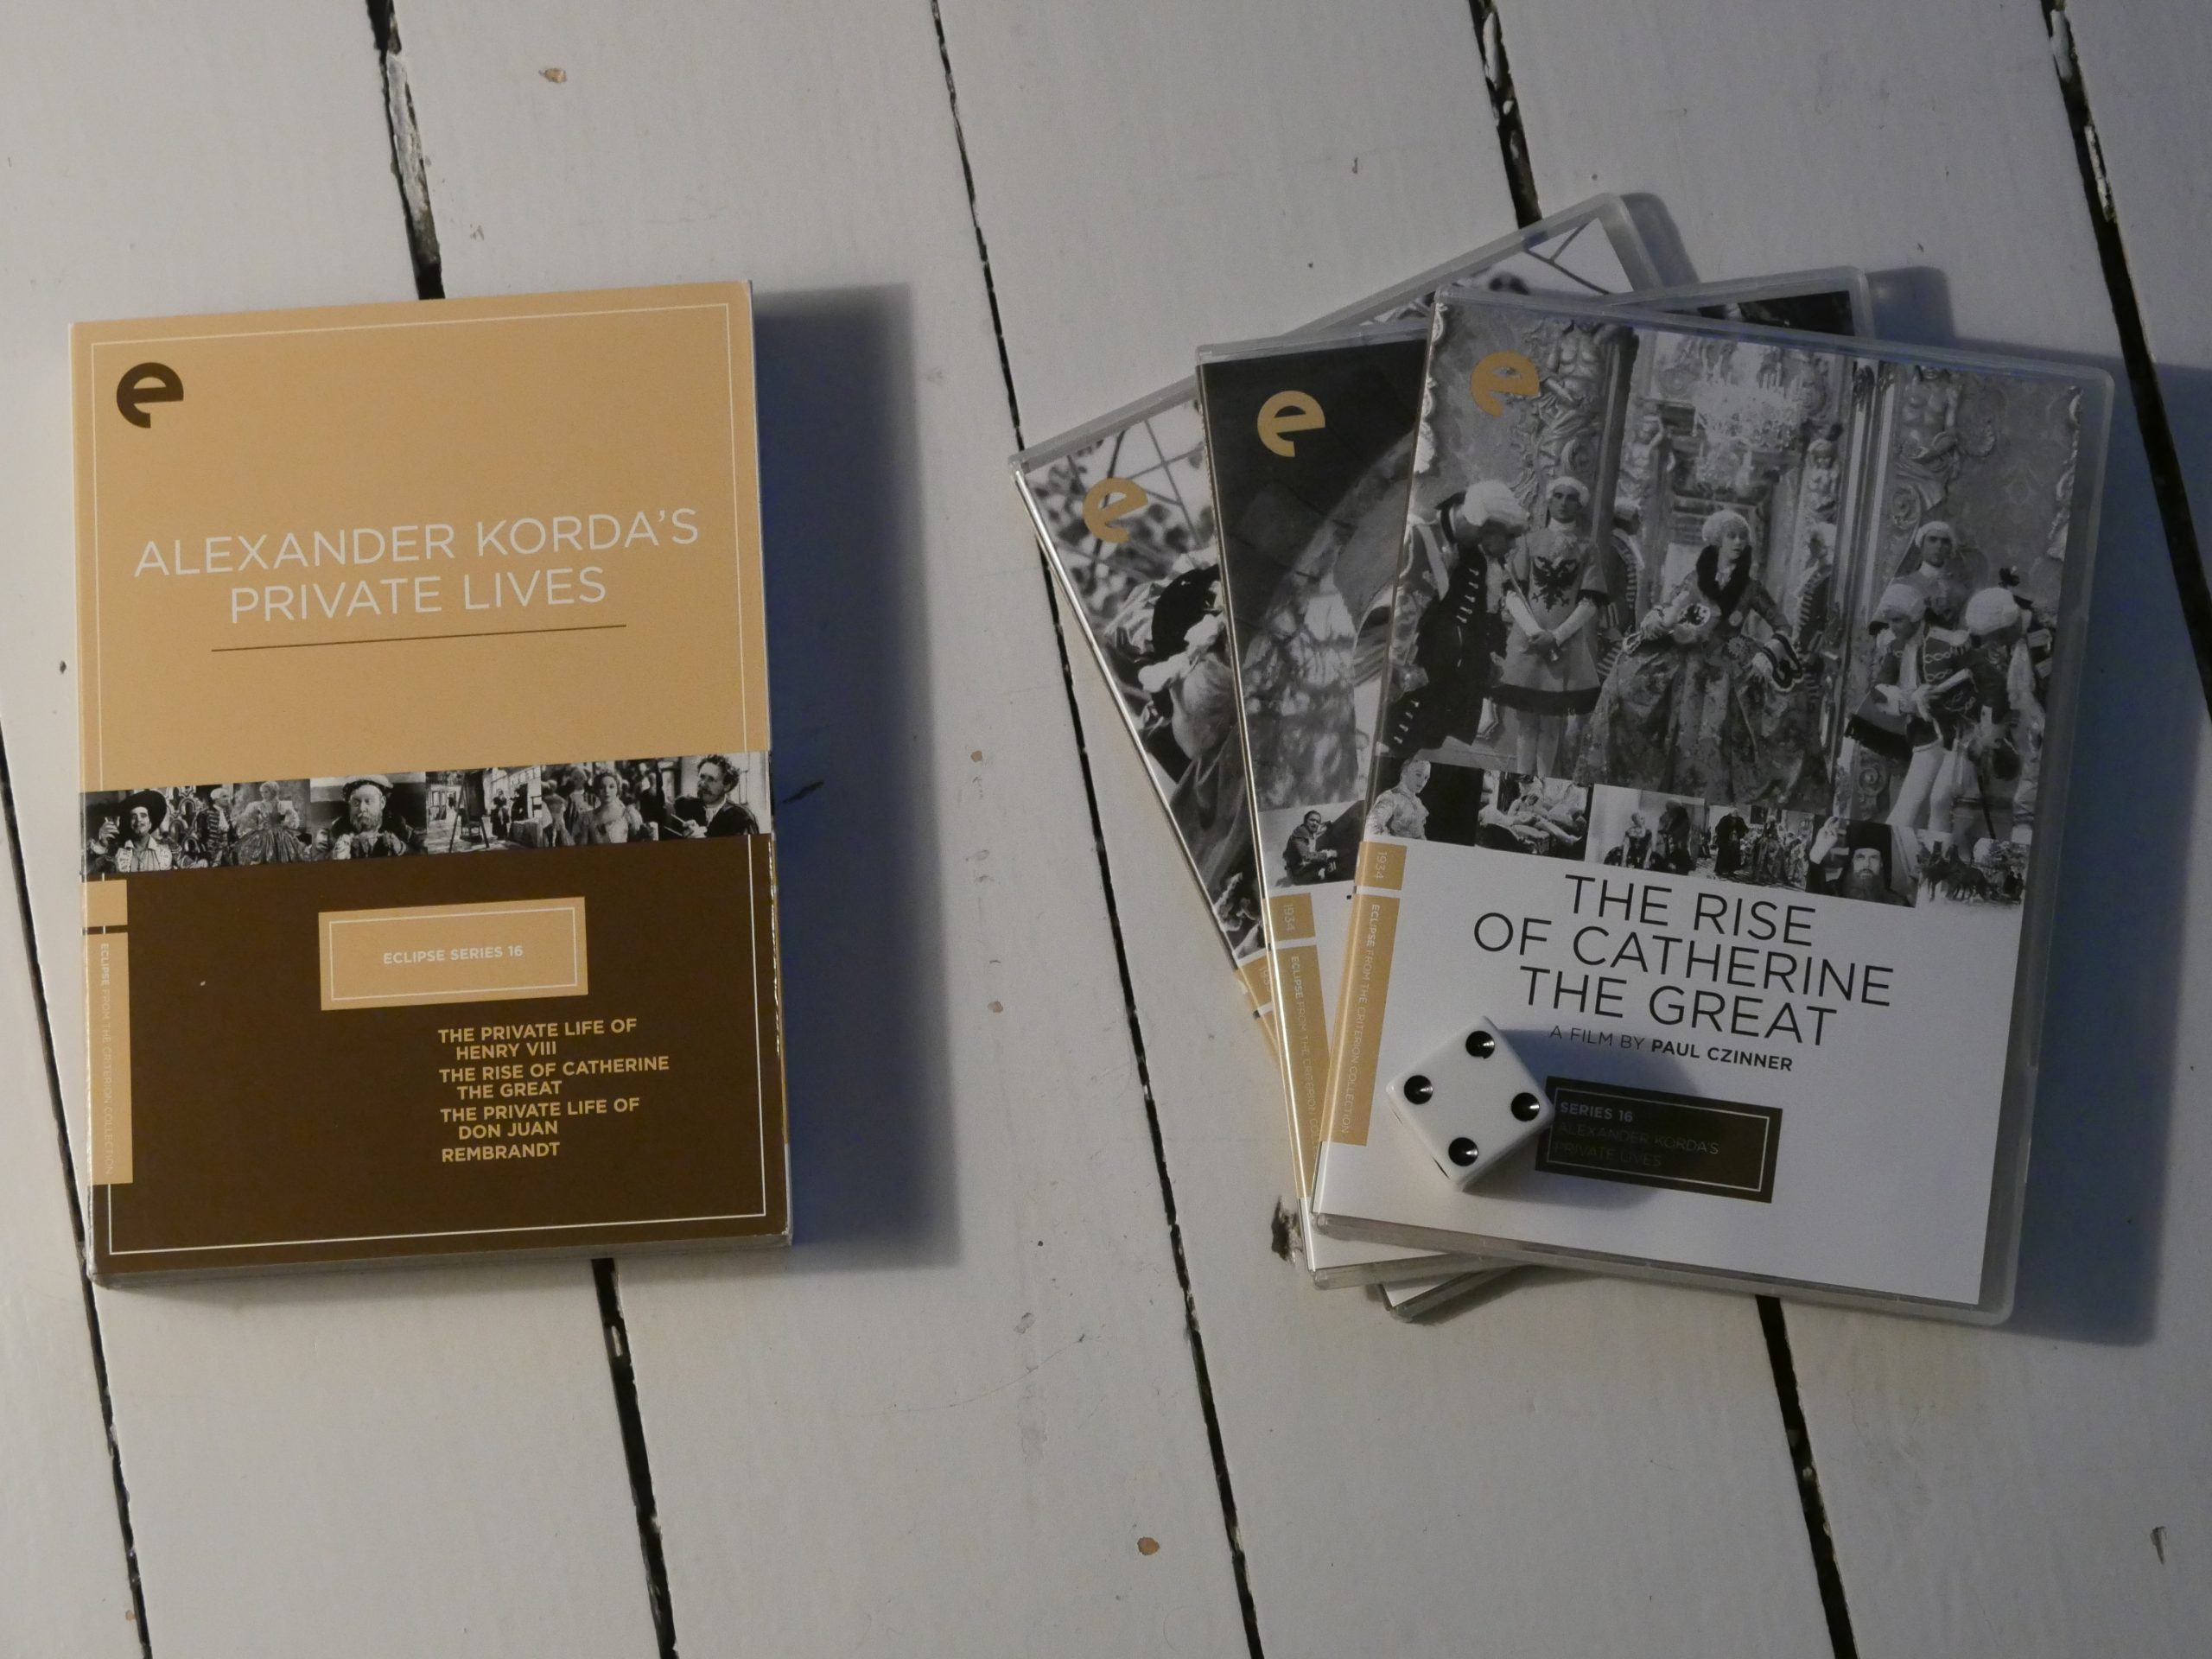 e
ALEXANDER KORDA'S
PRIVATE LIVES
ECLIPSE SERIES 16
THE PRIVATE LIFE OF
HENRY VIII
THE RISE OF CATHERINE
THE GREAT
THE PRIVATE LIFE OF
DON JUAN
REMBRANDT
ECLIPSE FROM THE CRITERION COLLECTION
e
e
1934
ECLIPSE FROM THE CRITERION
e
1934
ECLIPSE FROM THE CRITERION COLLECTION
THE RISE
OF CATHERINE
THE GREAT
A FILM BY PAUL CZINNER
SERIES 16
ALEXANDER KORDA'S
PRIVATE LIVES